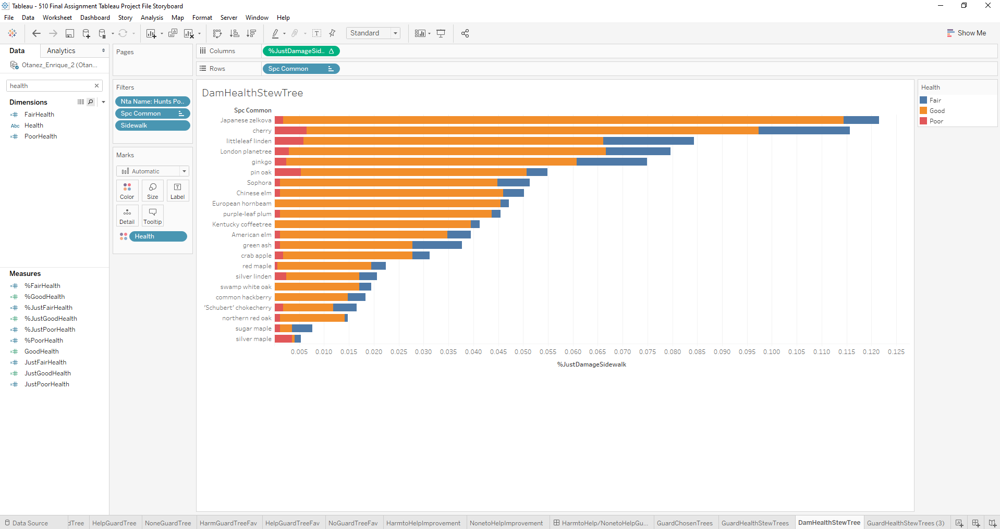 Tableau - 510 Final Assignment Tableau Project File Storyboard
File Data Worksheet Dashboard Story Analysis Map Format Server Window Help
Standard
Show Me
Data Analytics
Otanez_Enrique_2 (Otan...
health
Dimensions
FairHealth
Abc Health
PoorHealth
Measures
%FairHealth
%GoodHealth
%JustFairHealth
%JustGoodHealth
%JustPoorHealth
%PoorHealth
GoodHealth
JustFairHealth
JustGoodHealth
JustPoorHealth
Pages
Filters
Nta Name: Hunts Po..
Spc Common
Sidewalk
Marks
Automatic
Color Size Label
Detail Tooltip
Health
Columns %JustDamageSid..
Rows Spc Common
DamHealthStewTree
Spc Common
Japanese zelkova
cherry
littleleaf linden
London planetree
ginkgo
pin oak
Sophora
Chinese elm
European hornbeam
purple-leaf plum
Kentucky coffeetree
American elm
green ash
crab apple
red maple
silver linden
swamp white oak
common hackberry
'Schubert' chokecherry
northern red oak
sugar maple
silver maple
0.005 0.010 0.015 0.020 0.025 0.030 0.035 0.040 0.045 0.050 0.055 0.060 0.065 0.070 0.075 0.080 0.085 0.090 0.095 0.100 0.105 0.110 0.115 0.120 0.125
%JustDamageSidewalk
Health
Fair
Good
Poor
Data Source dTree HelpGuardTree NoneGuardTree HarmGuardTreeFav HelpGuardTreeFav NoGuardTreeFav HarmtoHelpImprovement NonetoHelpImprovement HarmtoHelp/NonetoHelpGu... GuardChosenTrees GuardHealthStewTrees DamHealthStewTree GuardHealthStewTrees (3)